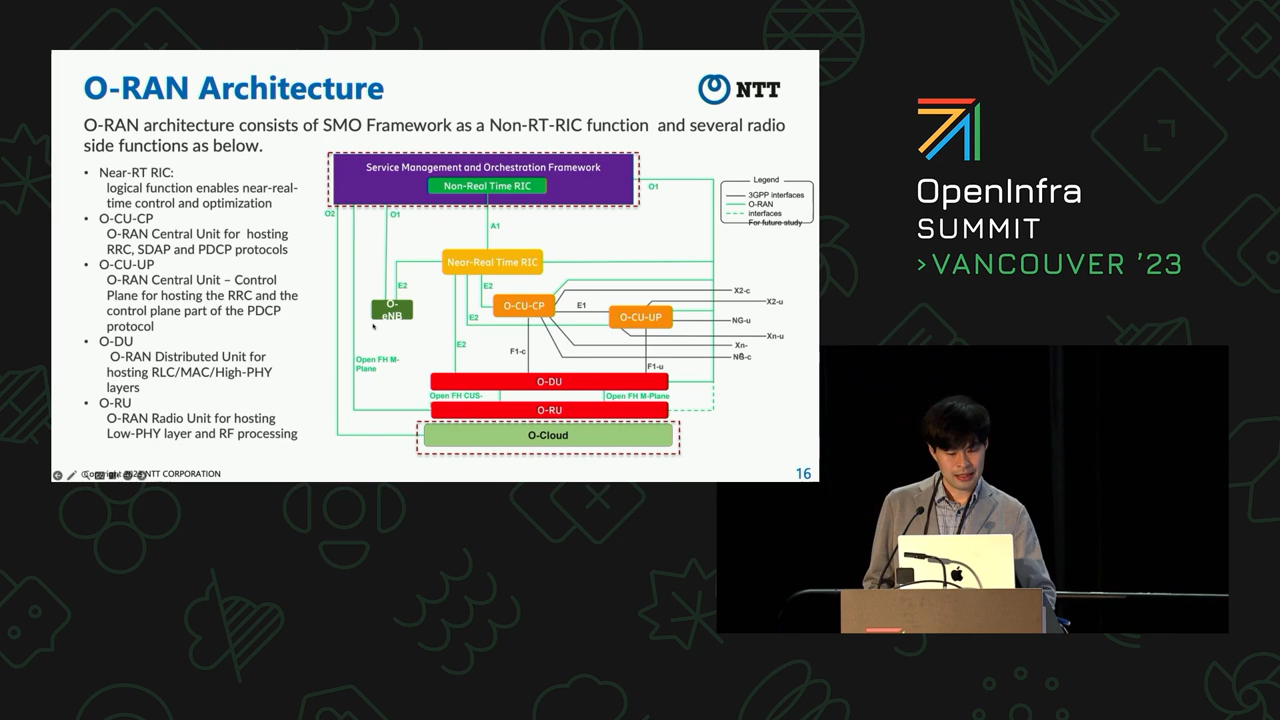 O-RAN Architecture
NTT
O-RAN architecture consists of SMO Framework as a Non-RT-RIC function and several radio
side functions as below.
• Near-RT RIC:
logical function enables near-real-
time control and optimization
• O-CU-CP
O-RAN Central Unit for hosting
RRC, SDAP and PDCP protocols
• O-CU-UP
O-RAN Central Unit – Control
Plane for hosting the RRC and the
control plane part of the PDCP
protocol
• O-DU
O-RAN Distributed Unit for
hosting RLC/MAC/High-PHY
layers
• O-RU
O-RAN Radio Unit for hosting
Low-PHY layer and RF processing
Service Management and Orchestration Framework
Non-Real Time RIC
O1
Legend
3GPP interfaces
O-RAN
interfaces
For future study
O2
O1
A1
Near-Real Time RIC
E2
E2
O-
eNB
O-CU-CP
E1
O-CU-UP
E2
X2-c
X2-u
NG-u
Xn-u
Xn-
NG-c
E2
F1-c
F1-u
Open FH M-
Plane
O-DU
Open FH CUS-
Open FH M-Plane
O-RU
O-Cloud
NTT CORPORATION
16
OpenInfra
SUMMIT
>VANCOUVER '23